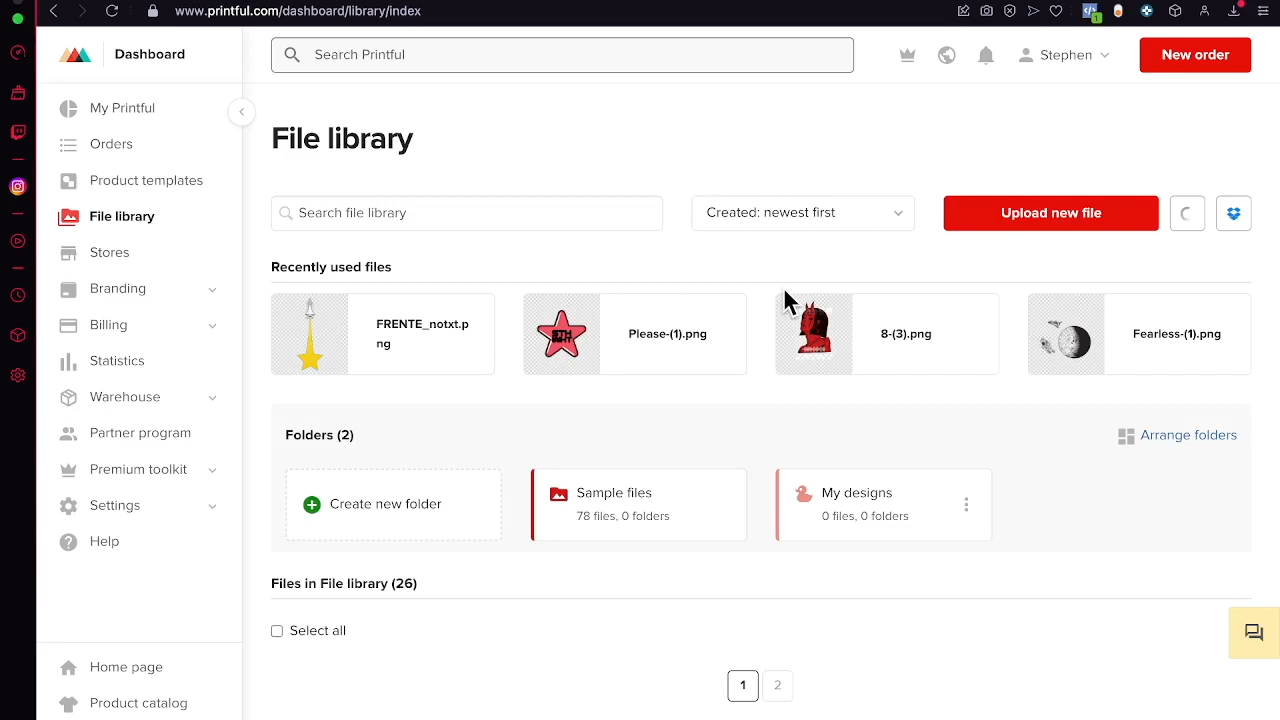 www.printful.com/dashboard/library/index
1
Dashboard
Search Printful
Stephen
New order
My Printful
Orders
Product templates
File library
Stores
Branding
Billing
Statistics
Warehouse
Partner program
Premium toolkit
Settings
Help
Home page
Product catalog
File library
Search file library
Created: newest first
Upload new file
Recently used files
FRENTE_notxt.p
ng
Please-(1).png
8-(3).png
Fearless-(1).png
Folders (2)
Arrange folders
Create new folder
Sample files
78 files, 0 folders
My designs
0 files, 0 folders
Files in File library (26)
Select all
1
2